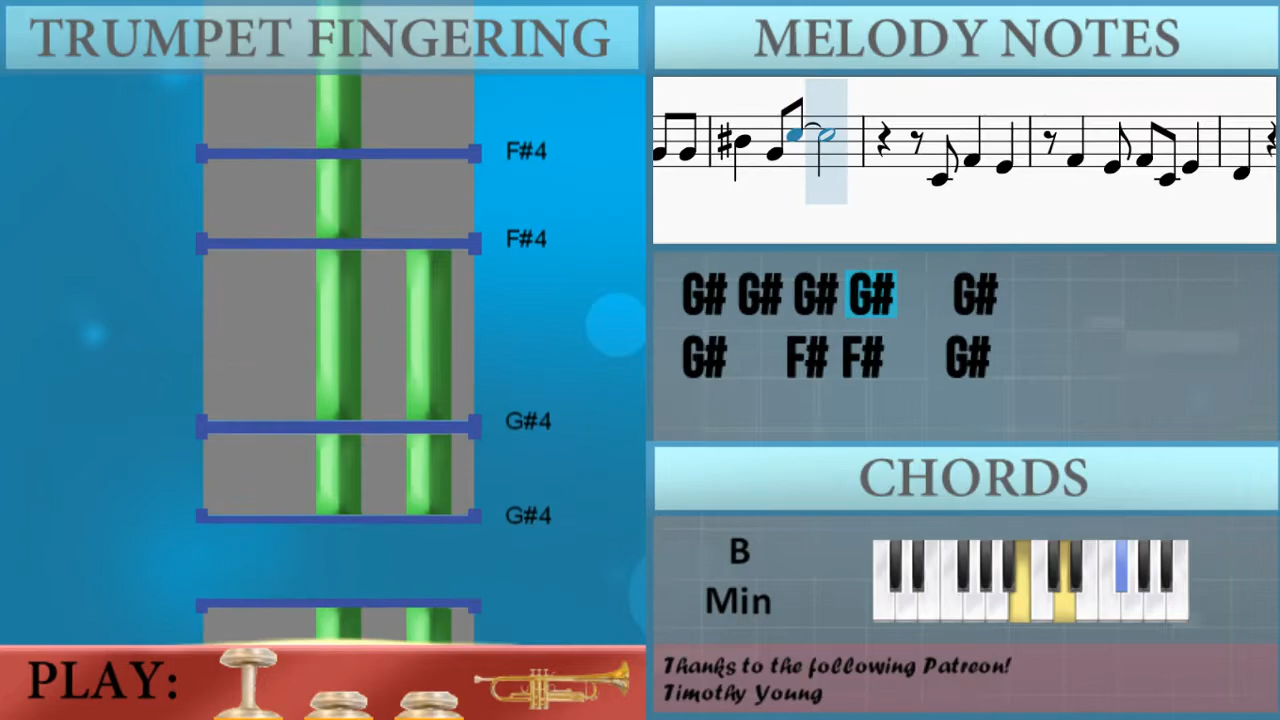 TRUMPET FINGERING
F#4
F#4
G#4
G#4
PLAY:
MELODY NOTES
G# G# G# G# G#
G# F# F# G#
CHORDS
B
Min
Thanks to the following Patreon!
Timothy Young